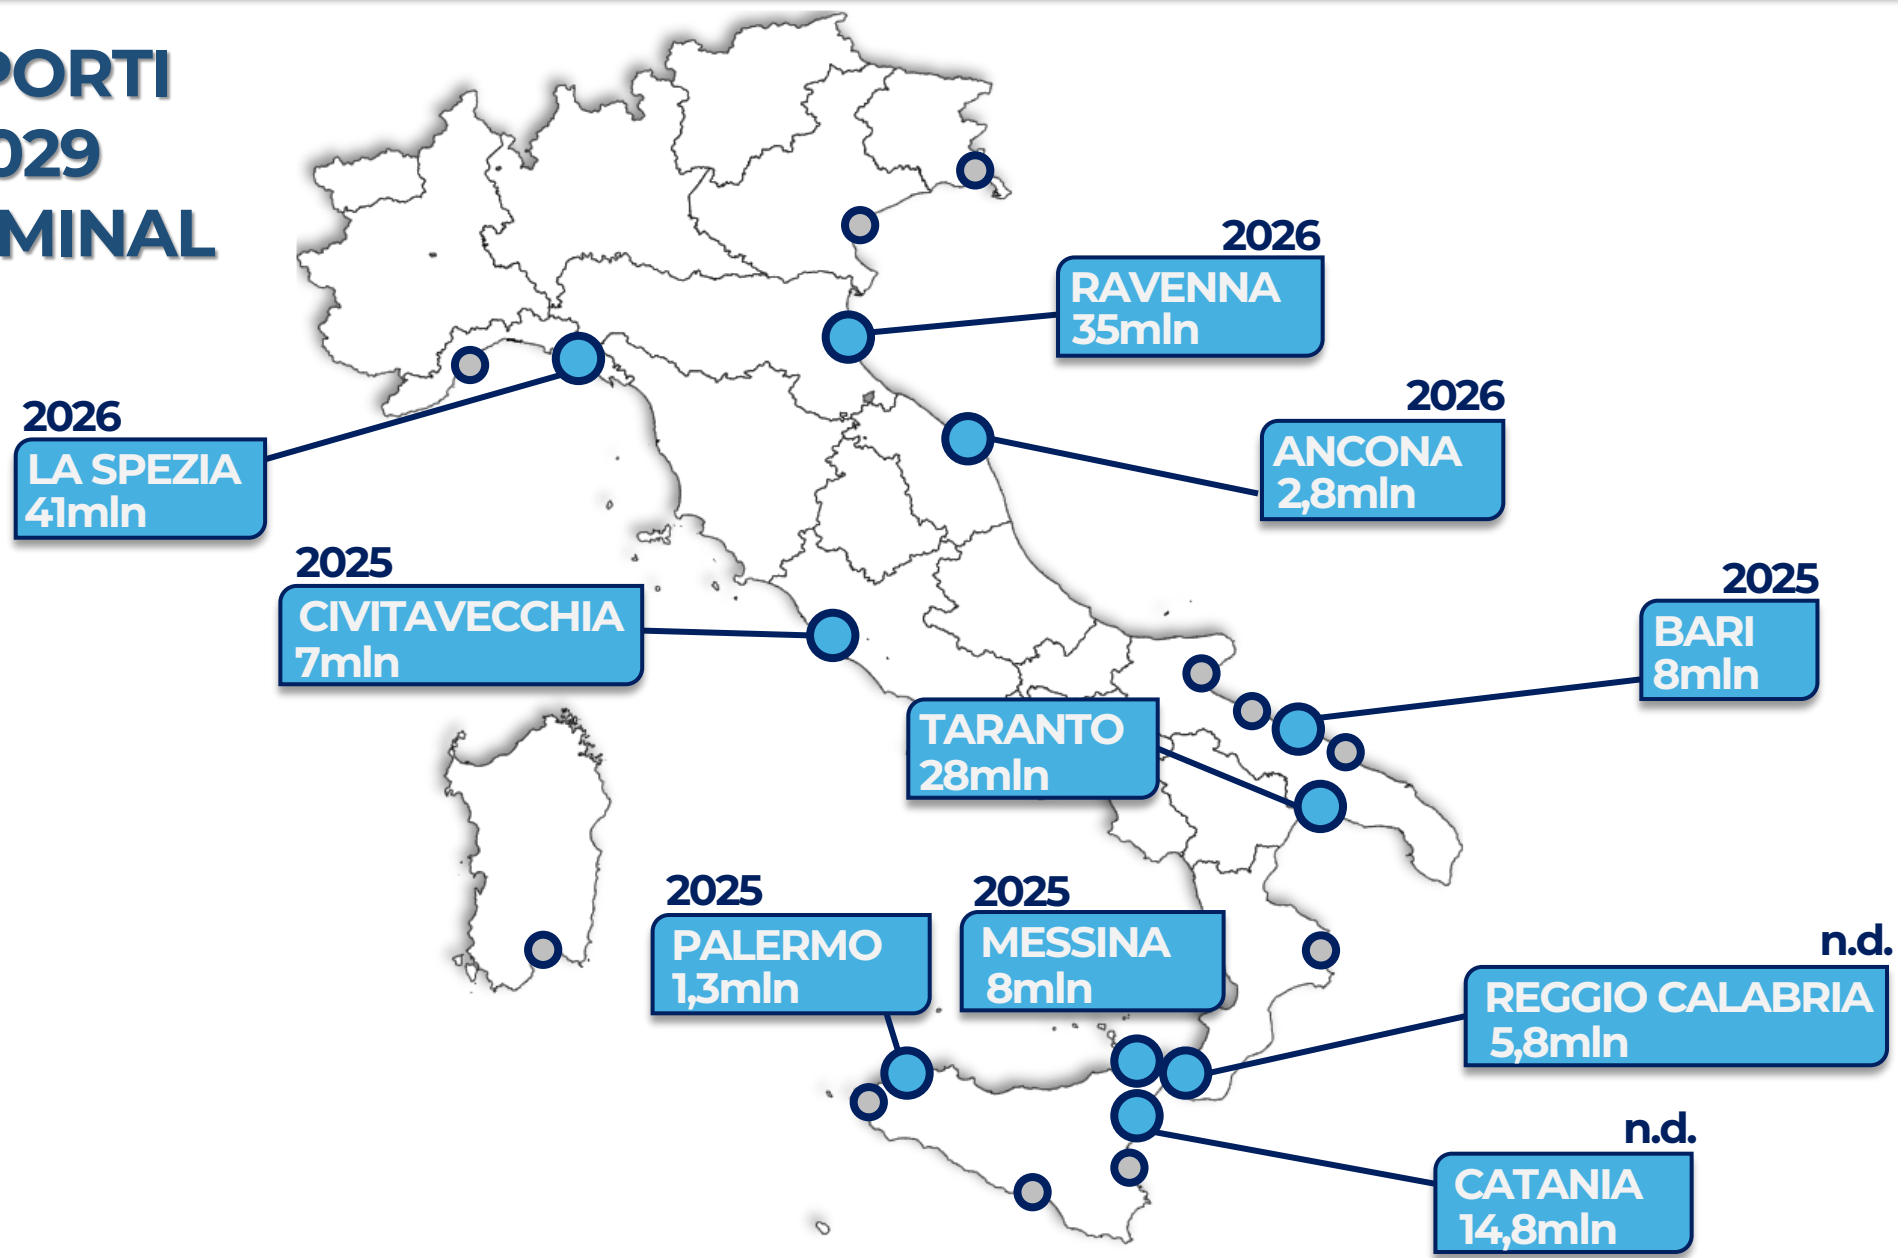 PORTI
029
MINAL
2026
RAVENNA
35mln
2026
ANCONA
2,8mln
2026
LA SPEZIA
41mln
2025
CIVITAVECCHIA
7mln
2025
BARI
8mln
TARANTO
28mln
2025
PALERMO
1,3mln
2025
MESSINA
8mln
n.d.
REGGIO CALABRIA
5,8mln
n.d.
CATANIA
14,8mln